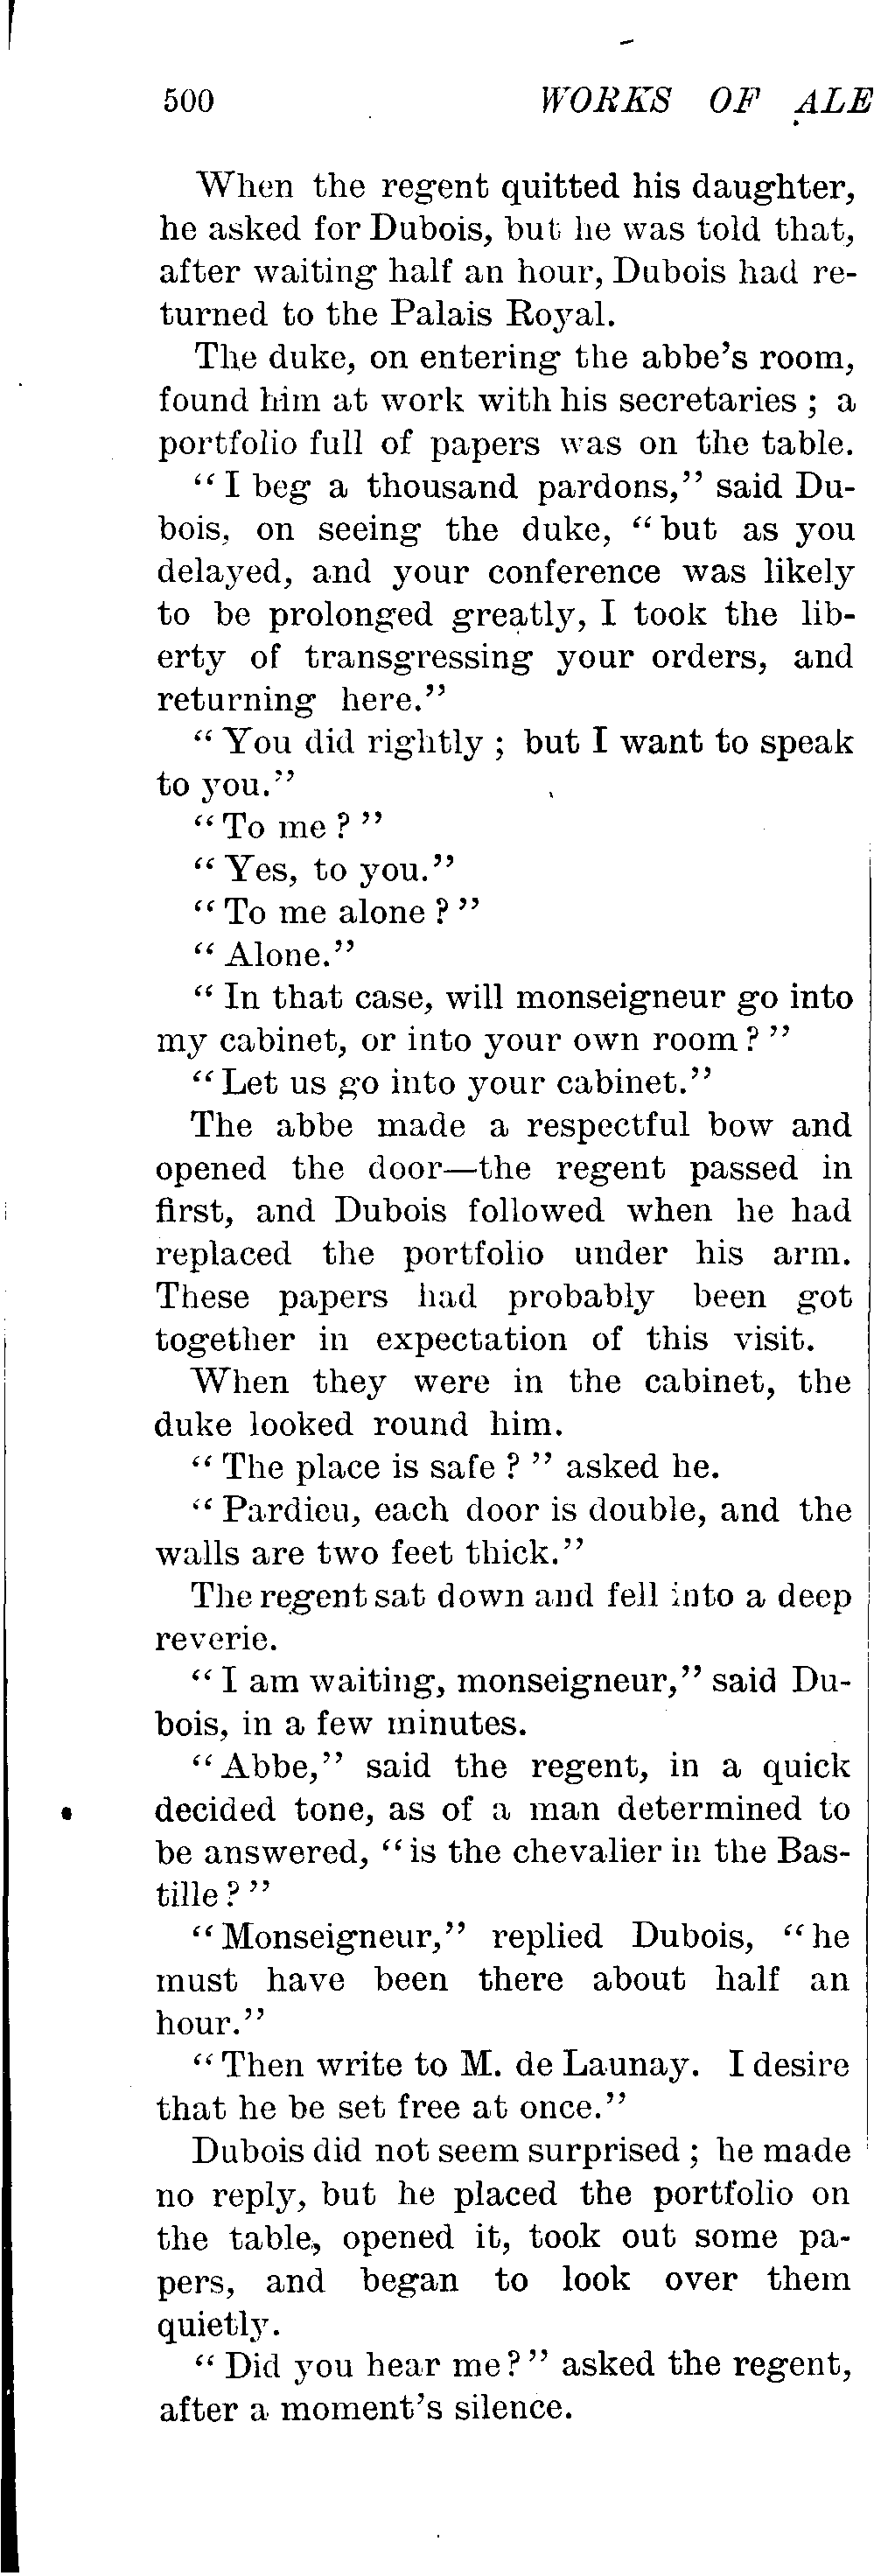 500 WORKS OF ALE
When the regent quitted his daughter,
he asked for Dubois, but he was told that,
after waiting half an hour, Dubois had re-
turned to the Palais Royal.
The duke, on entering the abbe's room,
found him at work with his secretaries ; a
portfolio full of papers was on the table.
“ I beg a thousand pardons,” said Du-
bois, on seeing the duke, “ but as you
delayed, and your conference was likely
to be prolonged greatly, I took the lib-
erty of transgressing your orders, and
returning here.”
“ You did rightly ; but I want to speak
to you.”
“ To me ? ”
“ Yes, to you.”
“ To me alone ? ”
“ Alone.”
“ In that case, will monseigneur go into
my cabinet, or into your own room ? ”
“ Let us go into your cabinet.”
The abbe made a respectful bow and
opened the door—the regent passed in
first, and Dubois followed when he had
replaced the portfolio under his arm.
These papers had probably been got
together in expectation of this visit.
When they were in the cabinet, the
duke looked round him.
“ The place is safe ? ” asked he.
“ Pardieu, each door is double, and the
walls are two feet thick.”
The regent sat down and fell into a deep
reverie.
“ I am waiting, monseigneur,” said Du-
bois, in a few minutes.
“ Abbe,” said the regent, in a quick
decided tone, as of a man determined to
be answered, “ is the chevalier in the Bas-
tille ? ”
“ Monseigneur,” replied Dubois, “ he
must have been there about half an
hour.”
“ Then write to M. de Launay. I desire
that he be set free at once.”
Dubois did not seem surprised ; he made
no reply, but he placed the portfolio on
the table, opened it, took out some pa-
pers, and began to look over them
quietly.
“ Did you hear me ? ” asked the regent,
after a moment's silence.